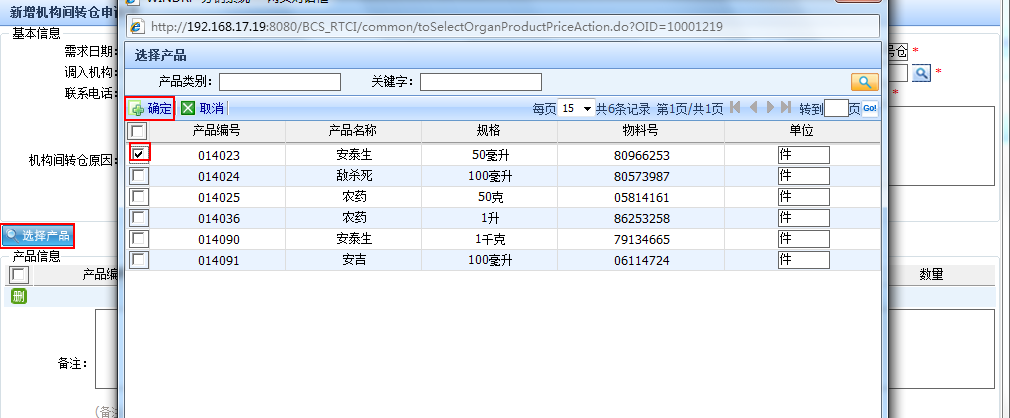 新增机构间转仓申
基本信息
需求日期:
号仓 *
调入机构:
*
联系电话:
*
机构间转仓原因:
选择产品
产品信息
产品编
数量
删
备注:
(备注
http://192.168.17.19:8080/BCS_RTCI/common/toSelectOrganProductPriceAction.do?OID=10001219
选择产品
产品类别: 关键字:
确定 取消 每页 15 共6条记录 第1页/共1页 转到 页 Go!
产品编号 产品名称 规格 物料号 单位
014023 安泰生 50毫升 80966253 件
014024 敌杀死 100毫升 80573987 件
014025 农药 50克 05814161 件
014036 农药 1升 86253258 件
014090 安泰生 1千克 79134665 件
014091 安吉 100毫升 06114724 件